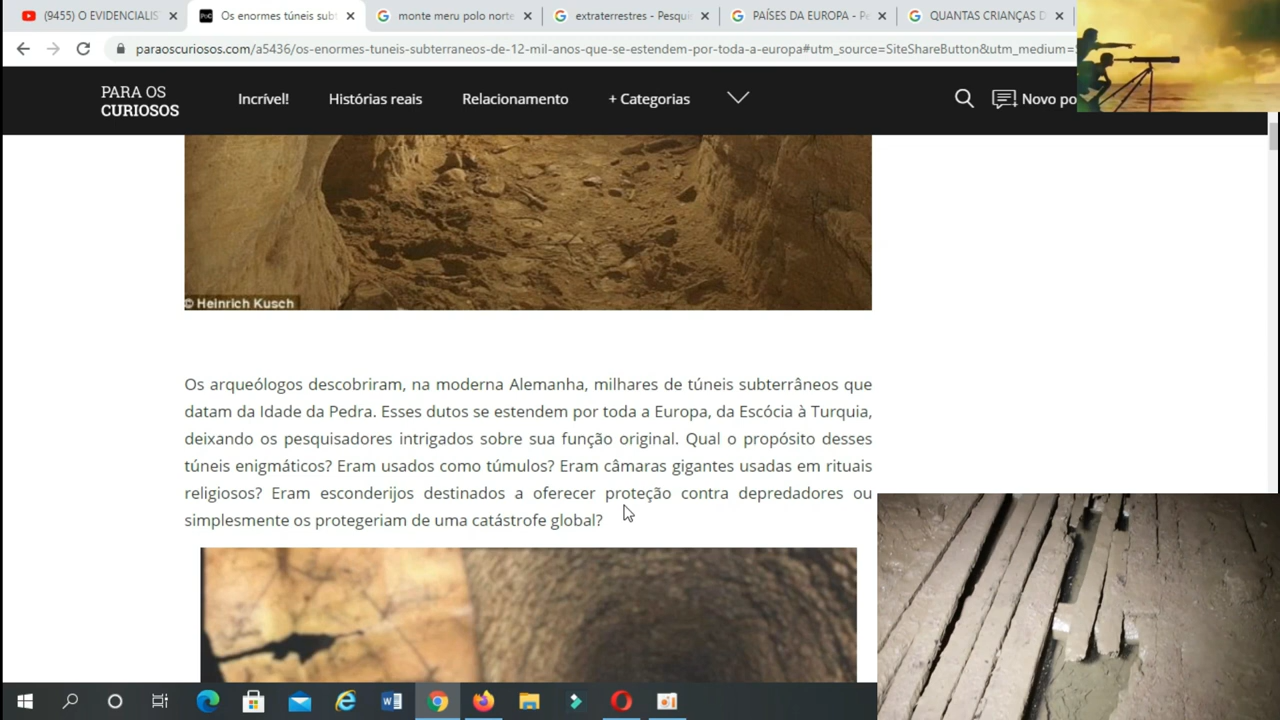 (9455) O EVIDENCIALIS
Os enormes túneis sub
monte meru polo norte
extraterrestres - Pesqui
PAÍSES DA EUROPA - P
QUANTAS CRIANÇAS D
paraoscuriosos.com/a5436/os-enormes-tuneis-subterraneos-de-12-mil-anos-que-se-estendem-por-toda-a-europa#utm_source=SiteShareButton&utm_medium=
PARA OS
CURIOSOS
Incrível!
Histórias reais
Relacionamento
+ Categorias
Novo po
© Heinrich Kusch
Os arqueólogos descobriram, na moderna Alemanha, milhares de túneis subterrâneos que
datam da Idade da Pedra. Esses dutos se estendem por toda a Europa, da Escócia à Turquia,
deixando os pesquisadores intrigados sobre sua função original. Qual o propósito desses
túneis enigmáticos? Eram usados como túmulos? Eram câmaras gigantes usadas em rituais
religiosos? Eram esconderijos destinados a oferecer proteção contra depredadores ou
simplesmente os protegeriam de uma catástrofe global?